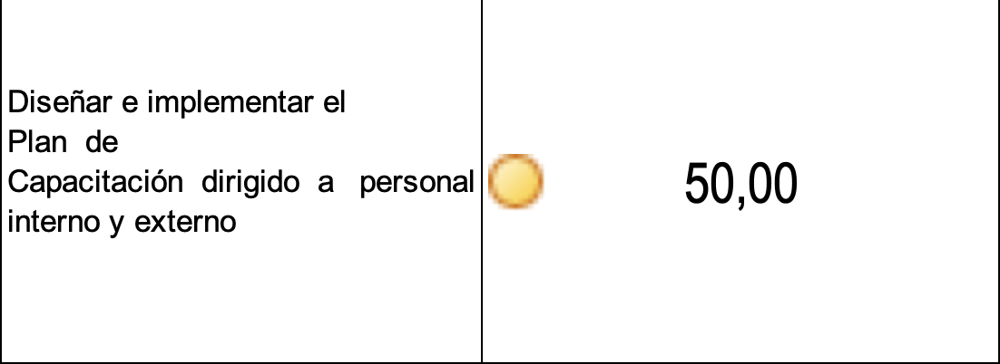 Diseñar e implementar el
Plan de
Capacitación dirigido a personal
interno y externo
50,00